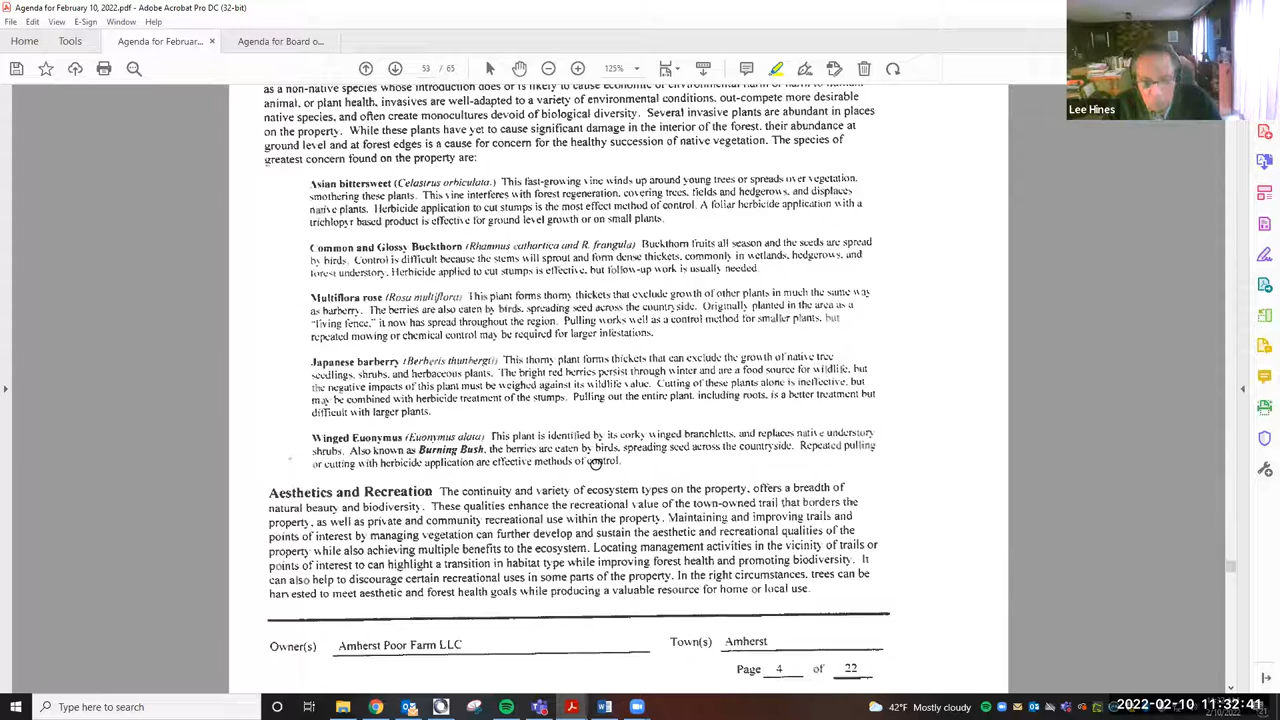 Agenda for February 10, 2022.pdf - Adobe Acrobat Pro DC (32-bit)
File Edit View E-Sign Window Help
Home Tools Agenda for Februar... × Agenda for Board o...
53 / 65 125%
Lee Hines
as a non-native species whose introduction does or is likely to cause economic or environmental harm or harm to human,
animal, or plant health, invasives are well-adapted to a variety of environmental conditions, out-compete more desirable
native species, and often create monocultures devoid of biological diversity. Several invasive plants are abundant in places
on the property. While these plants have yet to cause significant damage in the interior of the forest, their abundance at
ground level and at forest edges is a cause for concern for the healthy succession of native vegetation. The species of
greatest concern found on the property are:
Asian bittersweet (Celastrus orbiculata.) This fast-growing vine winds up around young trees or spreads over vegetation,
smothering these plants. This vine interferes with forest regeneration, covering trees, fields and hedgerows, and displaces
native plants. Herbicide application to cut stumps is the most effect method of control. A foliar herbicide application with a
trichlopyr based product is effective for ground level growth or on small plants.
Common and Glossy Buckthorn (Rhamnus cathartica and R. frangula) Buckthorn fruits all season and the seeds are spread
by birds. Control is difficult because the stems will sprout and form dense thickets, commonly in wetlands, hedgerows, and
forest understory. Herbicide applied to cut stumps is effective, but follow-up work is usually needed.
Multiflora rose (Rosa multiflora) This plant forms thorny thickets that exclude growth of other plants in much the same way
as barberry. The berries are also eaten by birds, spreading seed across the countryside. Originally planted in the area as a
"living fence," it now has spread throughout the region. Pulling works well as a control method for smaller plants, but
repeated mowing or chemical control may be required for larger infestations.
Japanese barberry (Berberis thunbergii) This thorny plant forms thickets that can exclude the growth of native tree
seedlings, shrubs, and herbaceous plants. The bright red berries persist through winter and are a food source for wildlife, but
the negative impacts of this plant must be weighed against its wildlife value. Cutting of these plants alone is ineffective, but
may be combined with herbicide treatment of the stumps. Pulling out the entire plant, including roots, is a better treatment but
difficult with larger plants.
Winged Euonymus (Euonymus alata) This plant is identified by its corky winged branchletts, and replaces native understory
shrubs. Also known as Burning Bush, the berries are eaten by birds, spreading seed across the countryside. Repeated pulling
or cutting with herbicide application are effective methods of control.
Aesthetics and Recreation The continuity and variety of ecosystem types on the property, offers a breadth of
natural beauty and biodiversity. These qualities enhance the recreational value of the town-owned trail that borders the
property, as well as private and community recreational use within the property. Maintaining and improving trails and
points of interest by managing vegetation can further develop and sustain the aesthetic and recreational qualities of the
property while also achieving multiple benefits to the ecosystem. Locating management activities in the vicinity of trails or
points of interest to can highlight a transition in habitat type while improving forest health and promoting biodiversity. It
can also help to discourage certain recreational uses in some parts of the property. In the right circumstances, trees can be
harvested to meet aesthetic and forest health goals while producing a valuable resource for home or local use.
Owner(s) Amherst Poor Farm LLC Town(s) Amherst
Page 4 of 22
Type here to search
42°F Mostly cloudy
2022-02-10 11:32:41